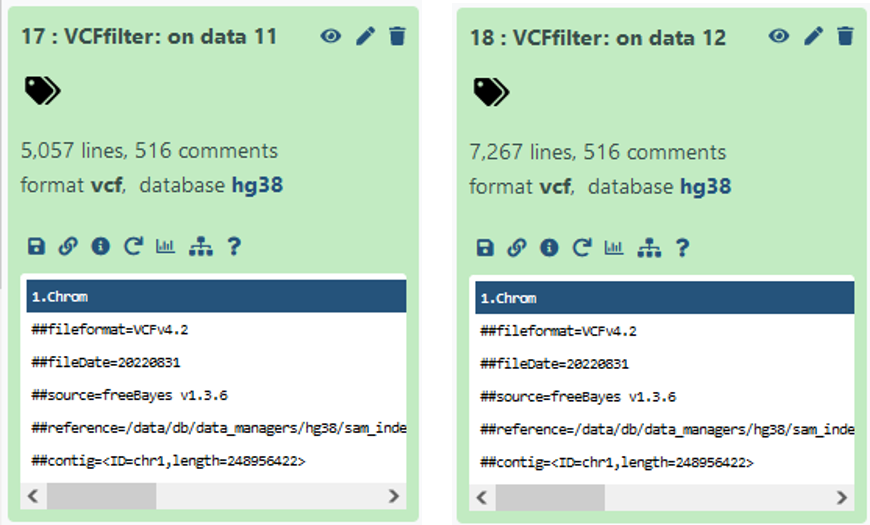 17 : VCFfilter: on data 11
5,057 lines, 516 comments
format vcf, database hg38
?
1.Chrom
##fileformat=VCFv4.2
##fileDate=20220831
##source=freeBayes v1.3.6
##reference=/data/db/data_managers/hg38/sam_inde
##contig=<ID=chr1,length=248956422>
18 : VCFfilter: on data 12
7,267 lines, 516 comments
format vcf, database hg38
?
1.Chrom
##fileformat=VCFv4.2
##fileDate=20220831
##source=freeBayes v1.3.6
##reference=/data/db/data_managers/hg38/sam_inde
##contig=<ID=chr1,length=248956422>